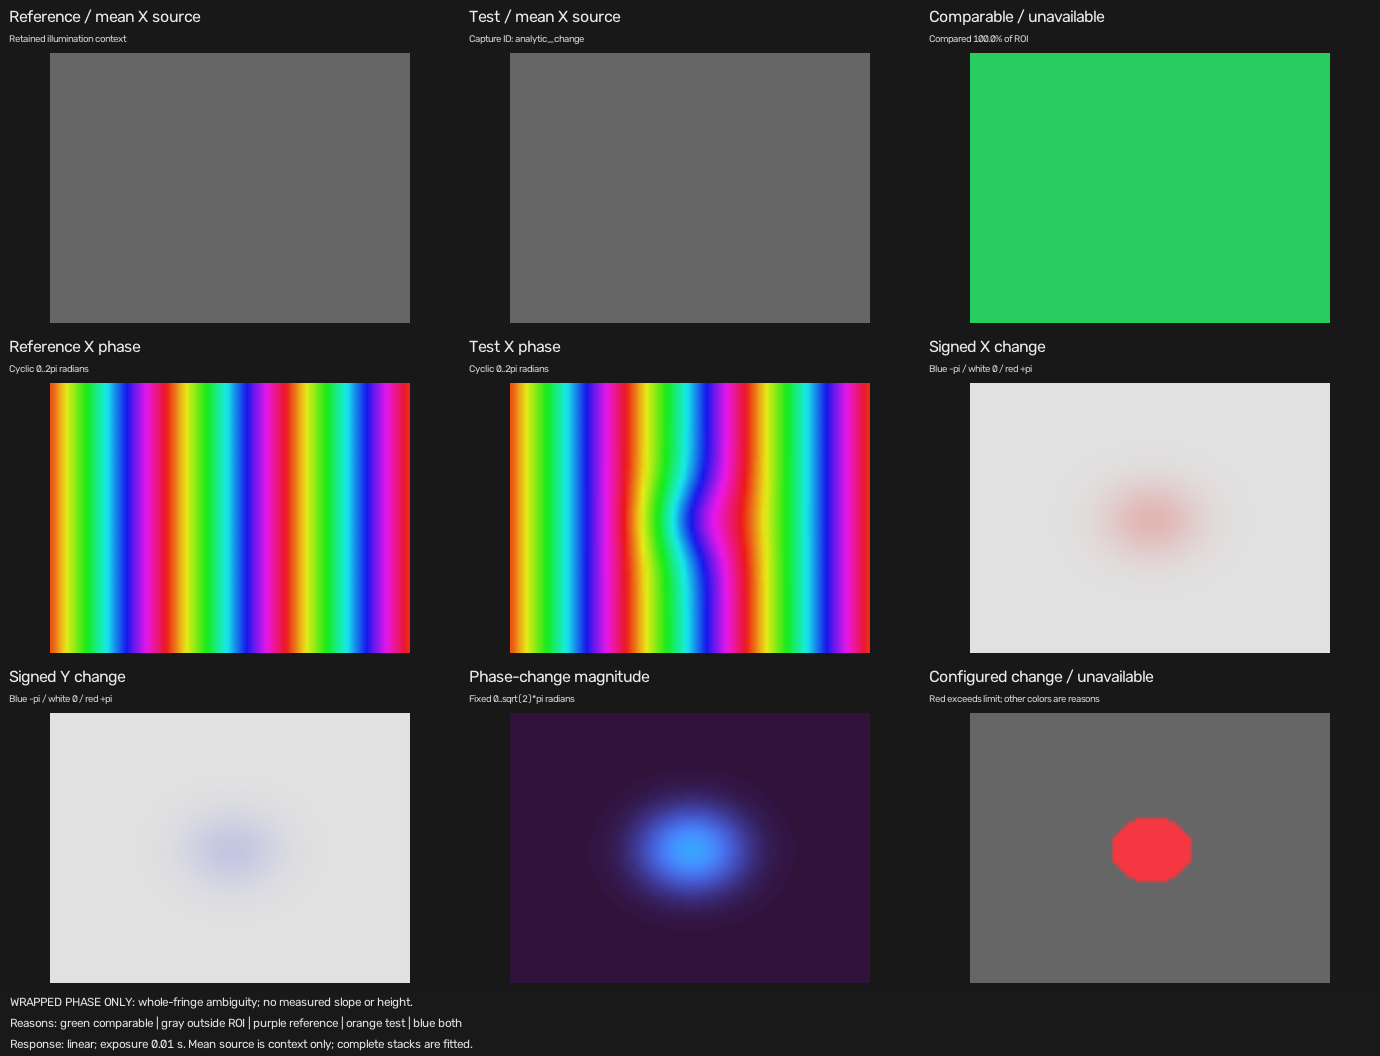 Reference / mean X source
Retained illumination context
Test / mean X source
Capture ID: analytic_change
Comparable / unavailable
Compared 100.0% of ROI
Reference X phase
Cyclic 0..2pi radians
Test X phase
Cyclic 0..2pi radians
Signed X change
Blue -pi / white 0 / red +pi
Signed Y change
Blue -pi / white 0 / red +pi
Phase-change magnitude
Fixed 0..sqrt(2)*pi radians
Configured change / unavailable
Red exceeds limit; other colors are reasons
WRAPPED PHASE ONLY: whole-fringe ambiguity; no measured slope or height.
Reasons: green comparable | gray outside ROI | purple reference | orange test | blue both
Response: linear; exposure 0.01 s. Mean source is context only; complete stacks are fitted.